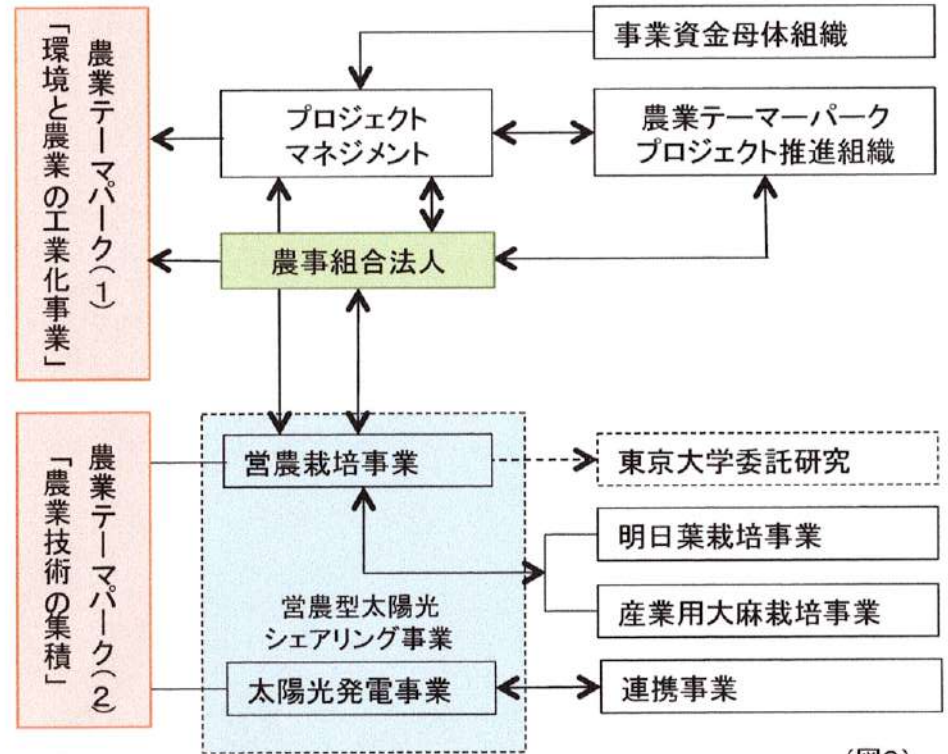 事業資金母体組織
農業テーマパーク(1)
「環境と農業の工業化事業」
プロジェクト
マネジメント
農業テーマーパーク
プロジェクト推進組織
農事組合法人
農業テーマパーク(2)
「農業技術の集積」
営農栽培事業
東京大学委託研究
明日葉栽培事業
産業用大麻栽培事業
営農型太陽光
シェアリング事業
太陽光発電事業
連携事業